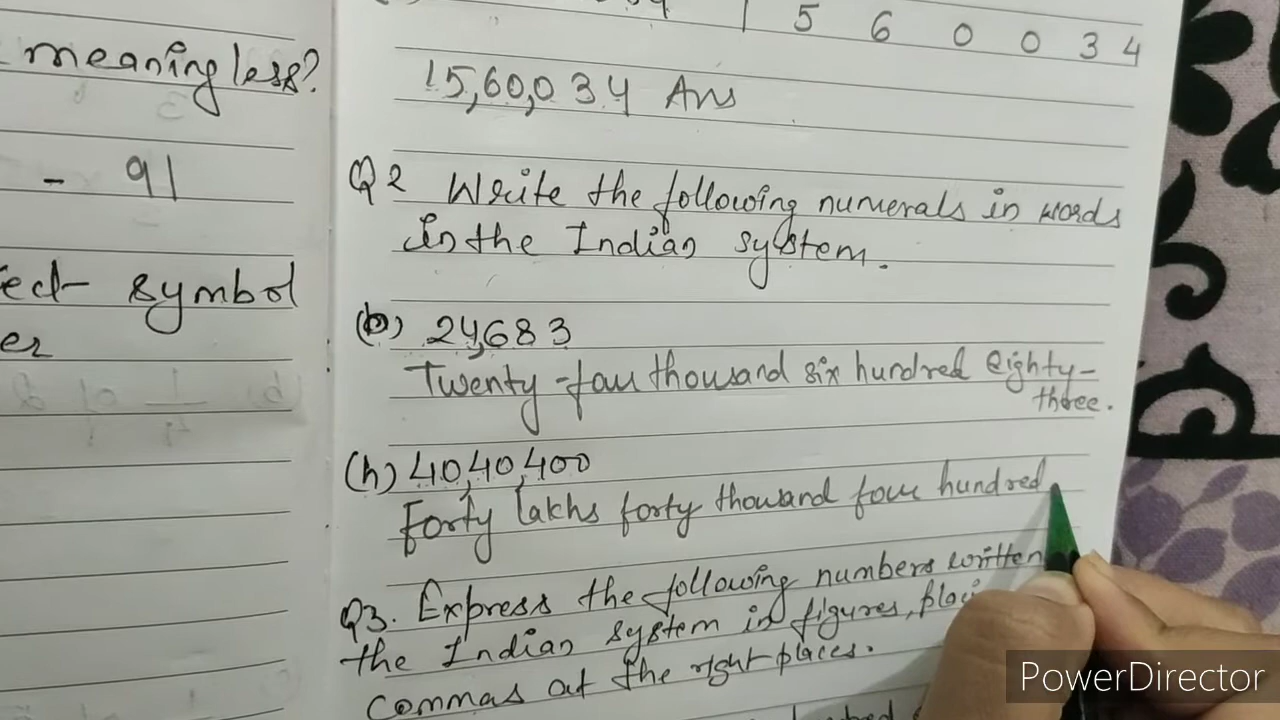 meaningless?
- 91
symbol
5 6 0 0 3 4
15,60,034 Ans
Q2 Write the following numerals in words
in the Indian system.
(b) 24,683
Twenty-four thousand six hundred eighty-
three.
(h) 40,40,400
Forty lakhs forty thousand four hundred
Q3. Express the following numbers written
the Indian system in figures,
commas at the right places.
PowerDirector